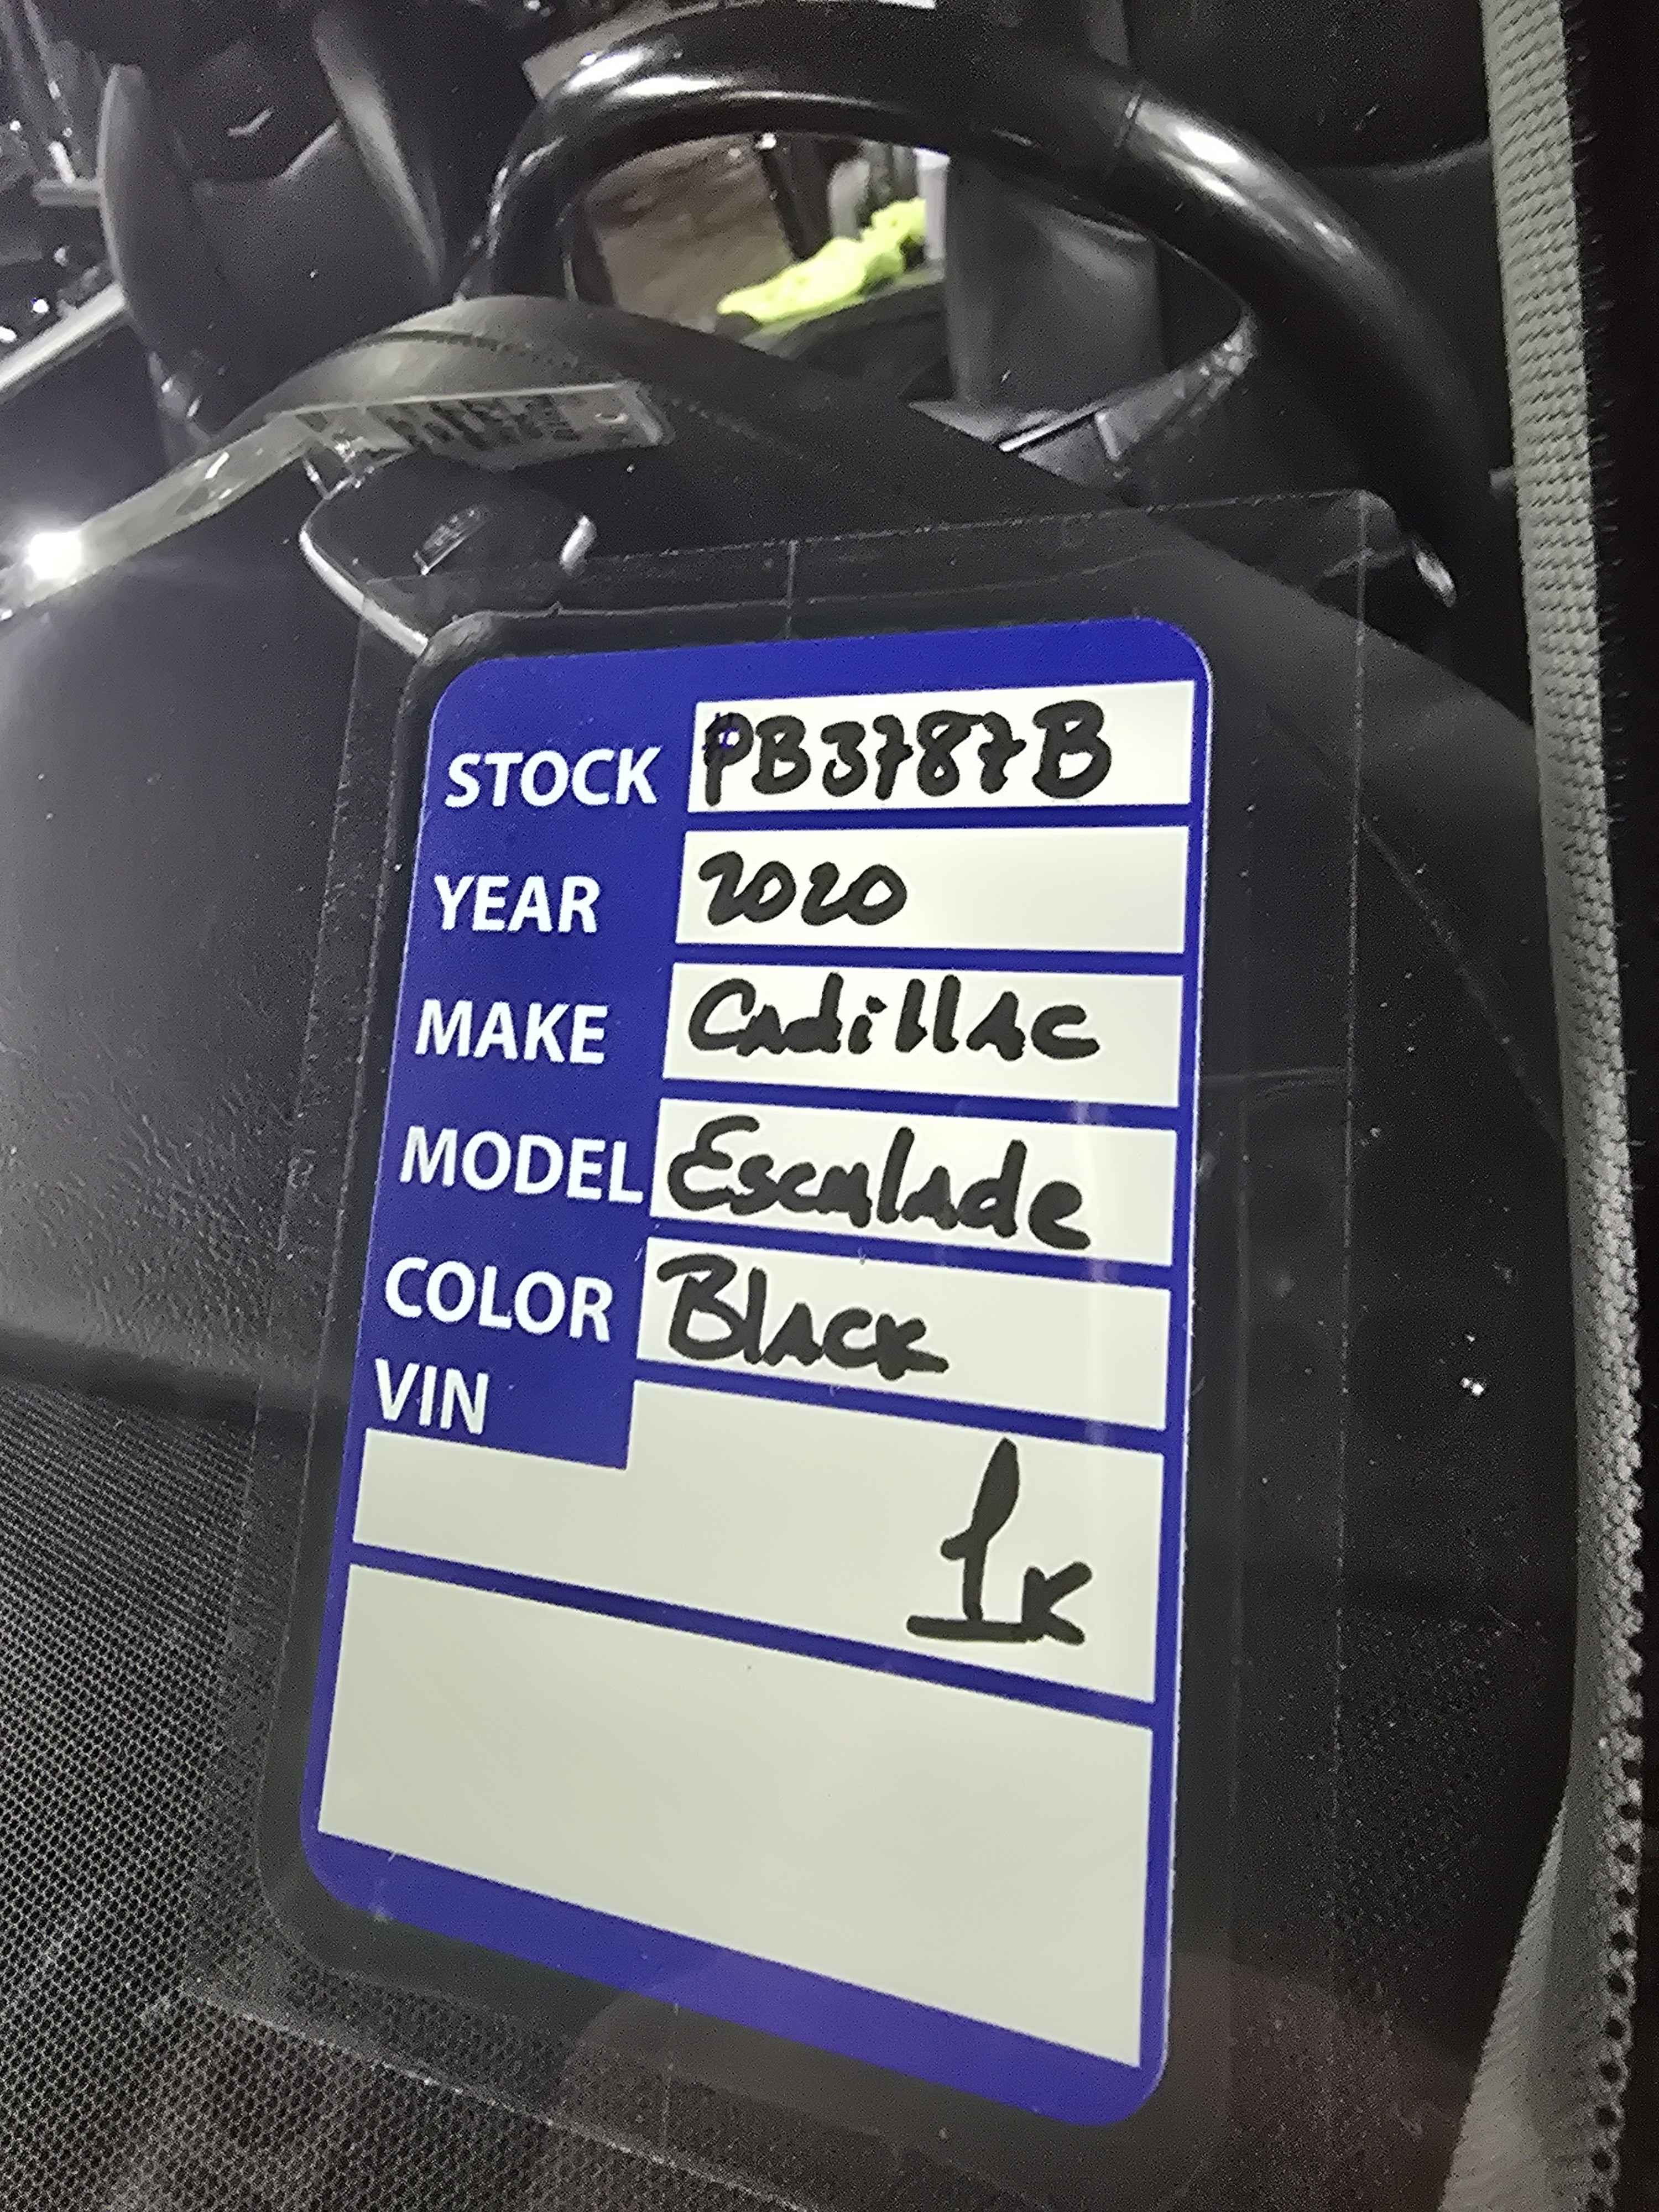 STOCK PB3787B
YEAR 2020
MAKE Cadillac
MODEL Escalade
COLOR Black
VIN
1K